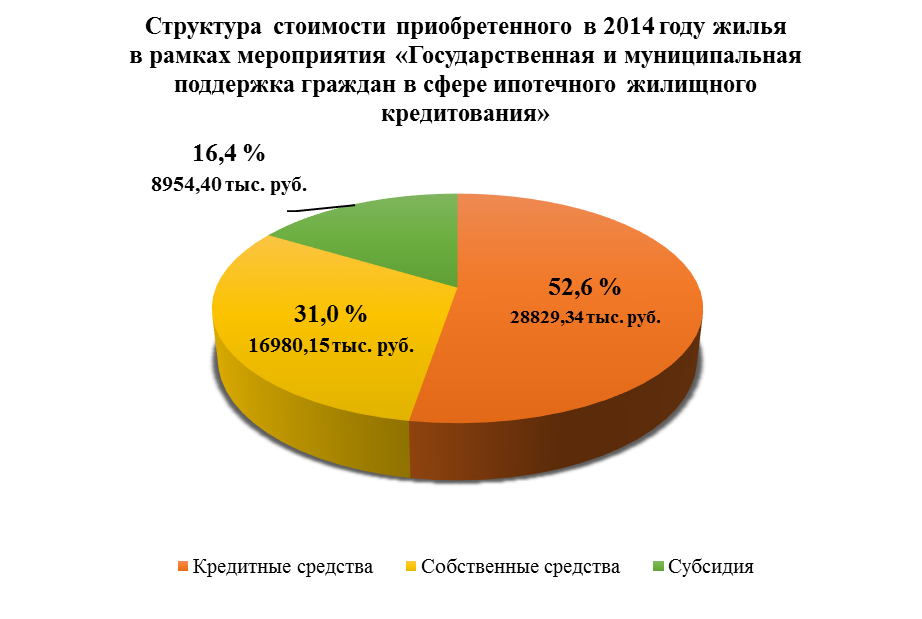 Структура стоимости приобретенного в 2014 году жилья
в рамках мероприятия «Государственная и муниципальная
поддержка граждан в сфере ипотечного жилищного
кредитования»
16,4 %
8954,40 тыс. руб.
52,6 %
28829,34 тыс. руб.
31,0 %
16980,15 тыс. руб.
Кредитные средства
Собственные средства
Субсидия